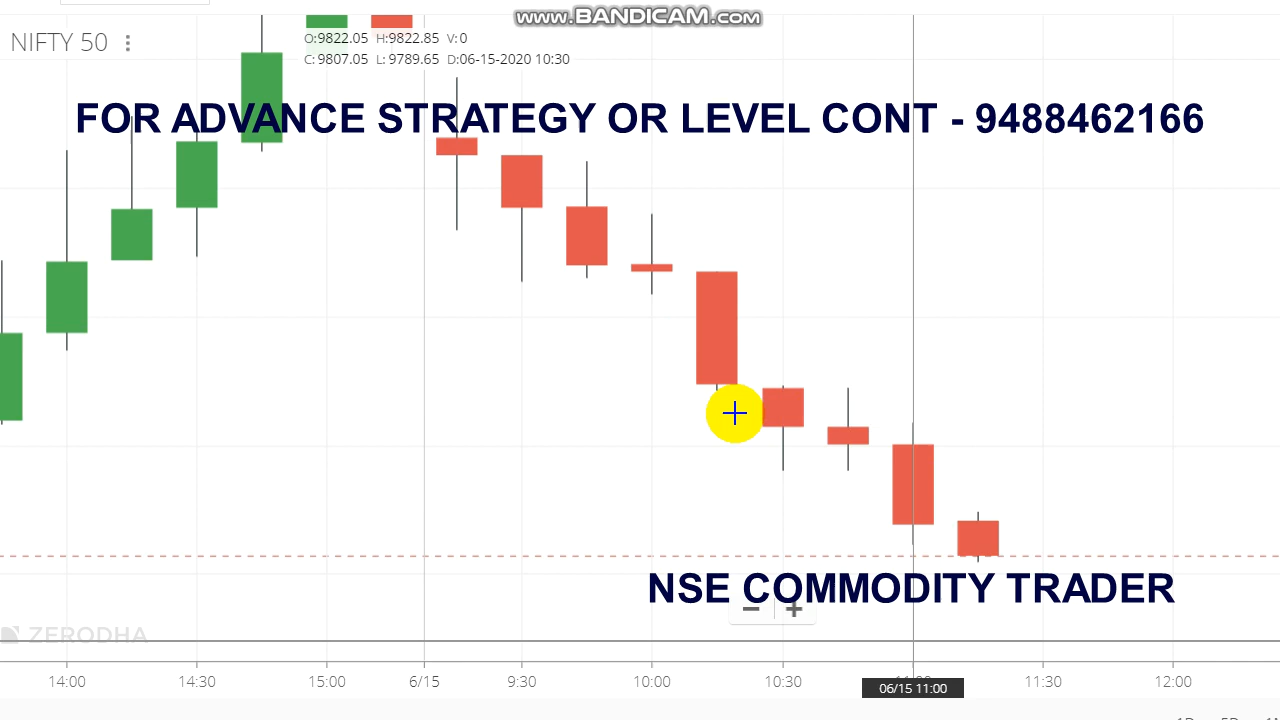 www.BANDICAM.com
NIFTY 50
O:9822.05 H:9822.85 V:0
C:9807.05 L:9789.65 D:06-15-2020 10:30
FOR ADVANCE STRATEGY OR LEVEL CONT - 9488462166
NSE COMMODITY TRADER
ZERODHA
14:00 14:30 15:00 6/15 9:30 10:00 10:30 11:30 12:00
06/15 11:00